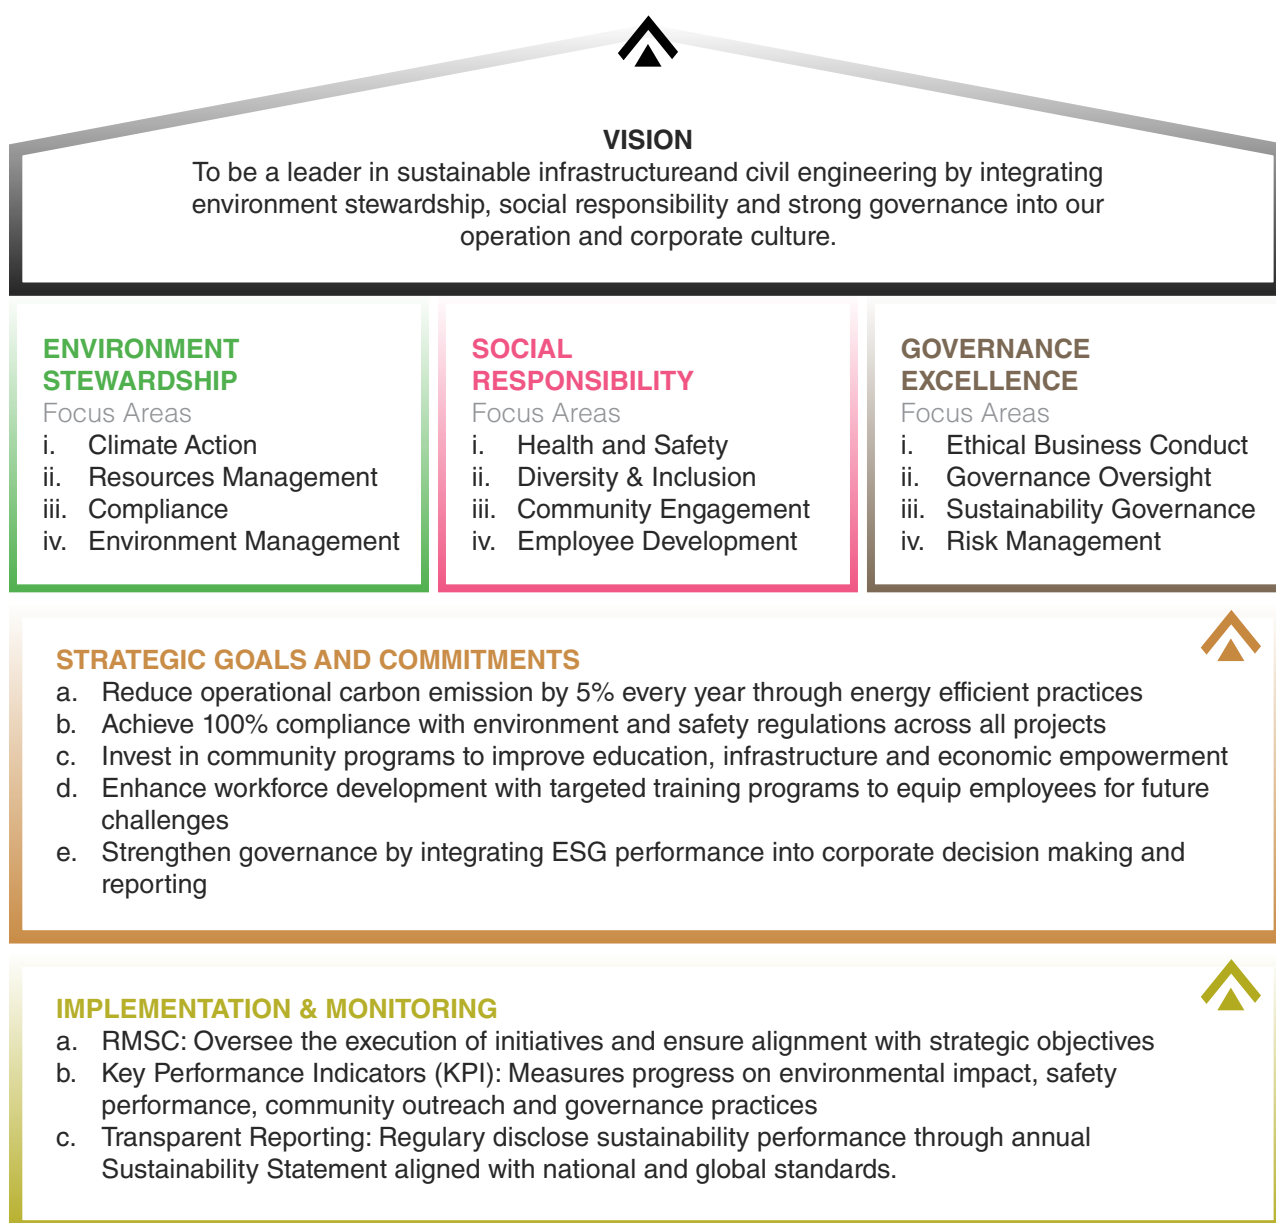 VISION
To be a leader in sustainable infrastructureand civil engineering by integrating
environment stewardship, social responsibility and strong governance into our
operation and corporate culture.
ENVIRONMENT
STEWARDSHIP
Focus Areas
i. Climate Action
ii. Resources Management
iii. Compliance
iv. Environment Management
SOCIAL
RESPONSIBILITY
Focus Areas
i. Health and Safety
ii. Diversity & Inclusion
iii. Community Engagement
iv. Employee Development
GOVERNANCE
EXCELLENCE
Focus Areas
i. Ethical Business Conduct
ii. Governance Oversight
iii. Sustainability Governance
iv. Risk Management
STRATEGIC GOALS AND COMMITMENTS
a. Reduce operational carbon emission by 5% every year through energy efficient practices
b. Achieve 100% compliance with environment and safety regulations across all projects
c. Invest in community programs to improve education, infrastructure and economic empowerment
d. Enhance workforce development with targeted training programs to equip employees for future
challenges
e. Strengthen governance by integrating ESG performance into corporate decision making and
reporting
IMPLEMENTATION & MONITORING
a. RMSC: Oversee the execution of initiatives and ensure alignment with strategic objectives
b. Key Performance Indicators (KPI): Measures progress on environmental impact, safety
performance, community outreach and governance practices
c. Transparent Reporting: Regulary disclose sustainability performance through annual
Sustainability Statement aligned with national and global standards.